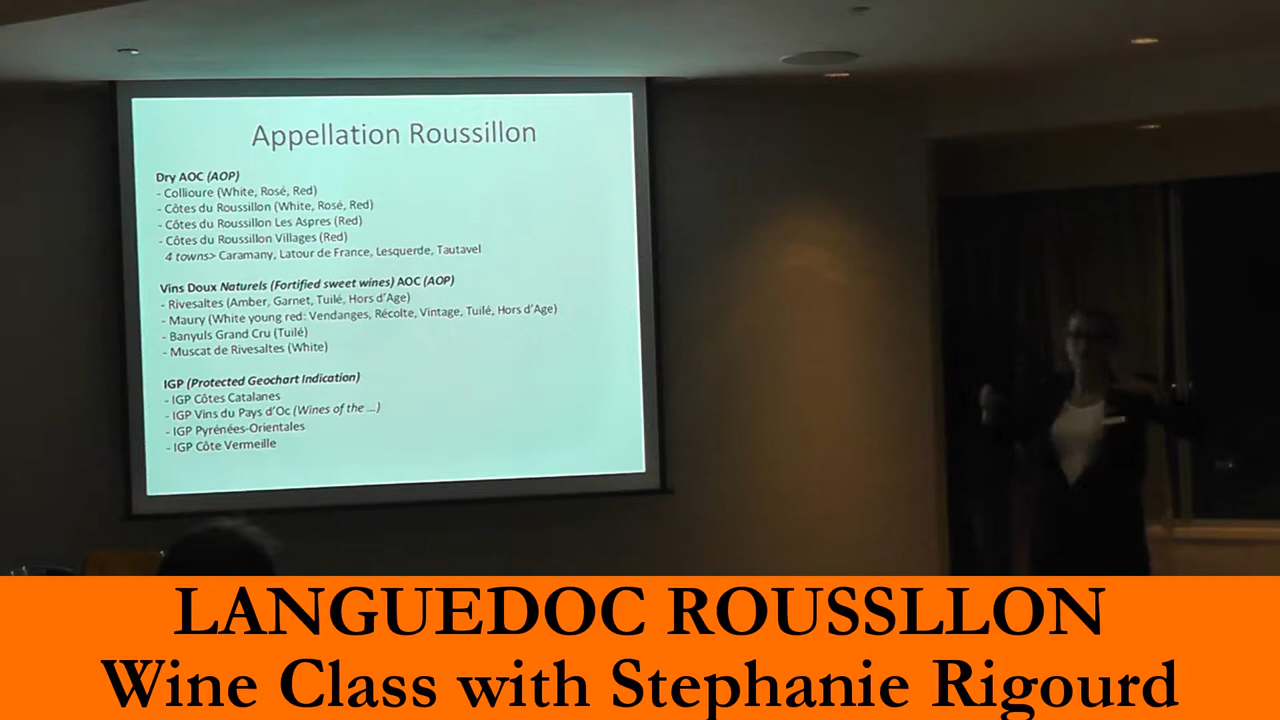 Appellation Roussillon
Dry AOC (AOP)
- Collioure (White, Rosé, Red)
- Côtes du Roussillon (White, Rosé, Red)
- Côtes du Roussillon Les Aspres (Red)
- Côtes du Roussillon Villages (Red)
4 towns> Caramany, Latour de France, Lesquerde, Tautavel
Vins Doux Naturels (Fortified sweet wines) AOC (AOP)
- Rivesaltes (Amber, Garnet, Tuilé, Hors d'Age)
- Maury (White young red: Vendanges, Récolte, Vintage, Tuilé, Hors d'Age)
- Banyuls Grand Cru (Tuilé)
- Muscat de Rivesaltes (White)
IGP (Protected Geochart Indication)
- IGP Côtes Catalanes
- IGP Vins du Pays d'Oc (Wines of the ...)
- IGP Pyrénées-Orientales
- IGP Côte Vermeille
LANGUEDOC ROUSSLLON
Wine Class with Stephanie Rigourd